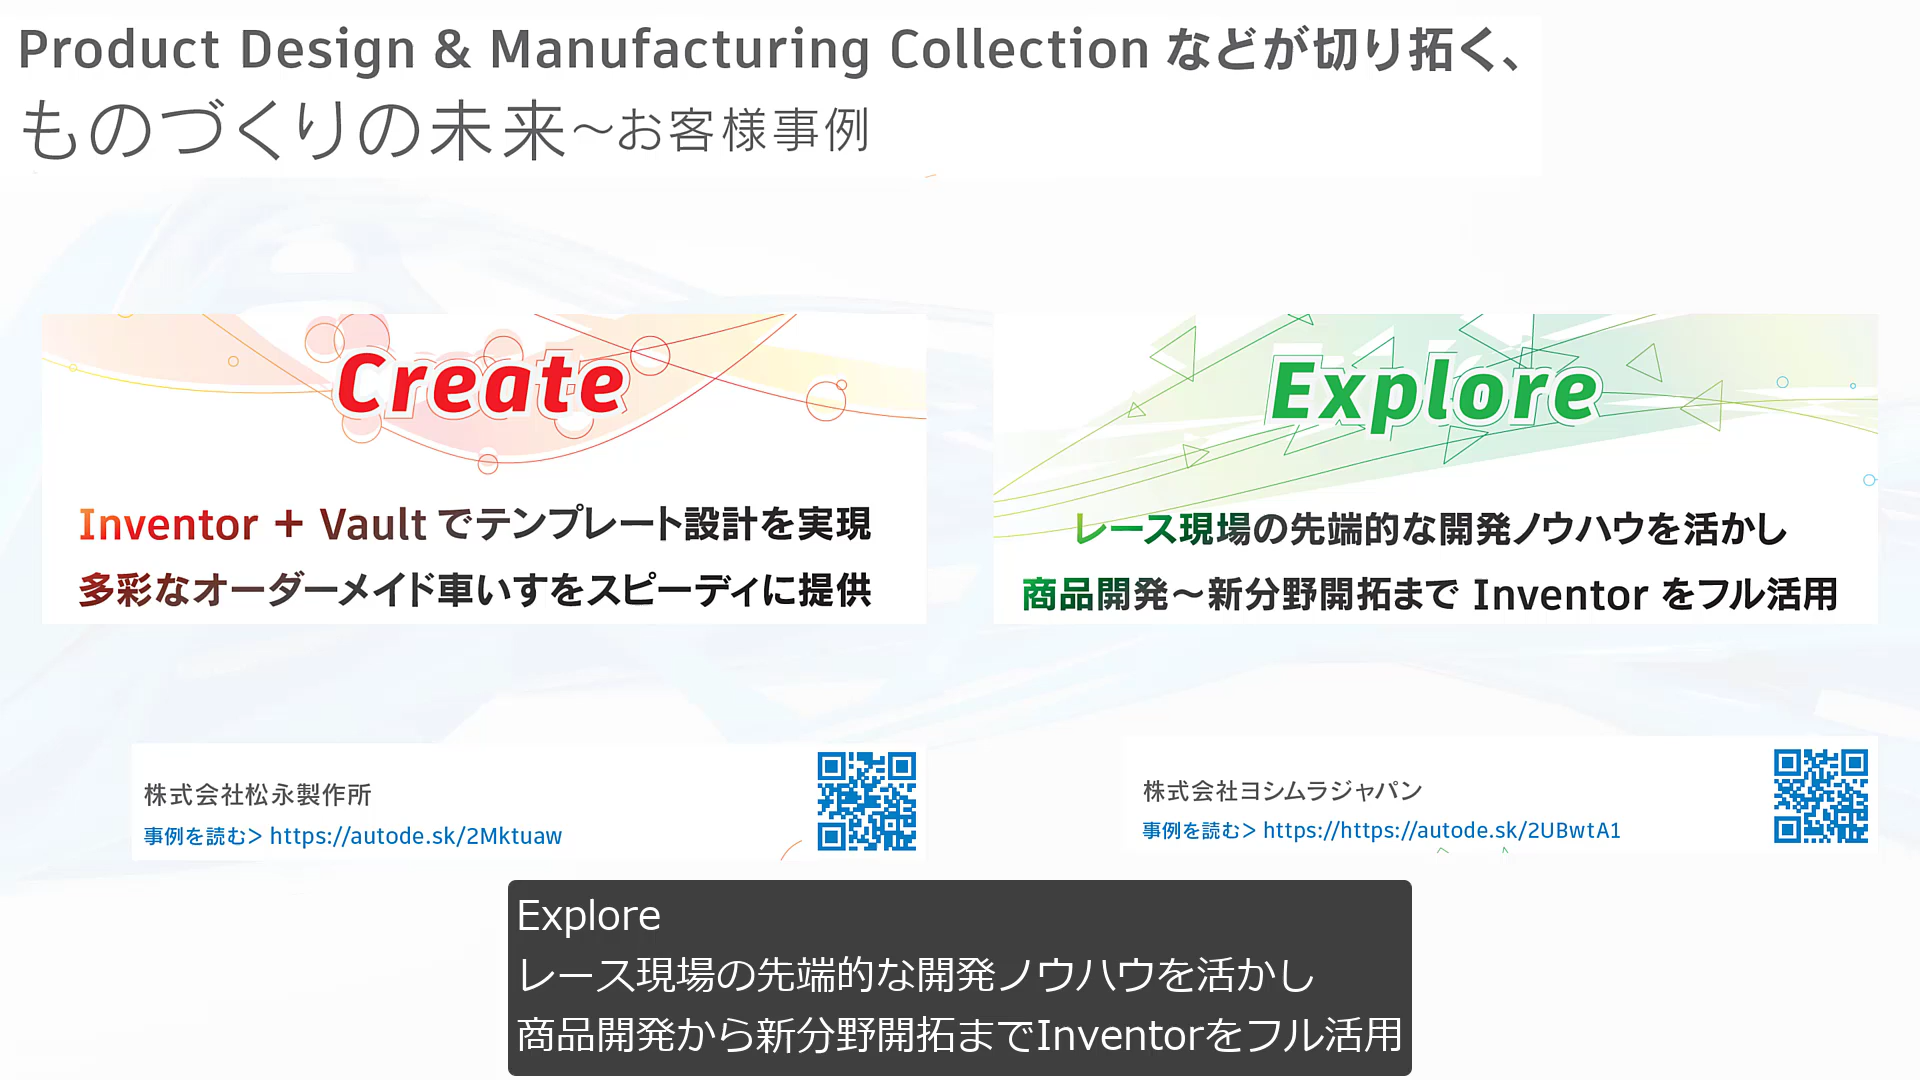 Product Design & Manufacturing Collection などが切り拓く、
ものづくりの未来～お客様事例
Create
Inventor + Vault でテンプレート設計を実現
多彩なオーダーメイド車いすをスピーディに提供
株式会社松永製作所
事例を読む> https://autode.sk/2Mktuaw
Explore
レース現場の先端的な開発ノウハウを活かし
商品開発～新分野開拓まで Inventor をフル活用
株式会社ヨシムラジャパン
事例を読む> https://https://autode.sk/2UBwtA1
Explore
レース現場の先端的な開発ノウハウを活かし
商品開発から新分野開拓までInventorをフル活用